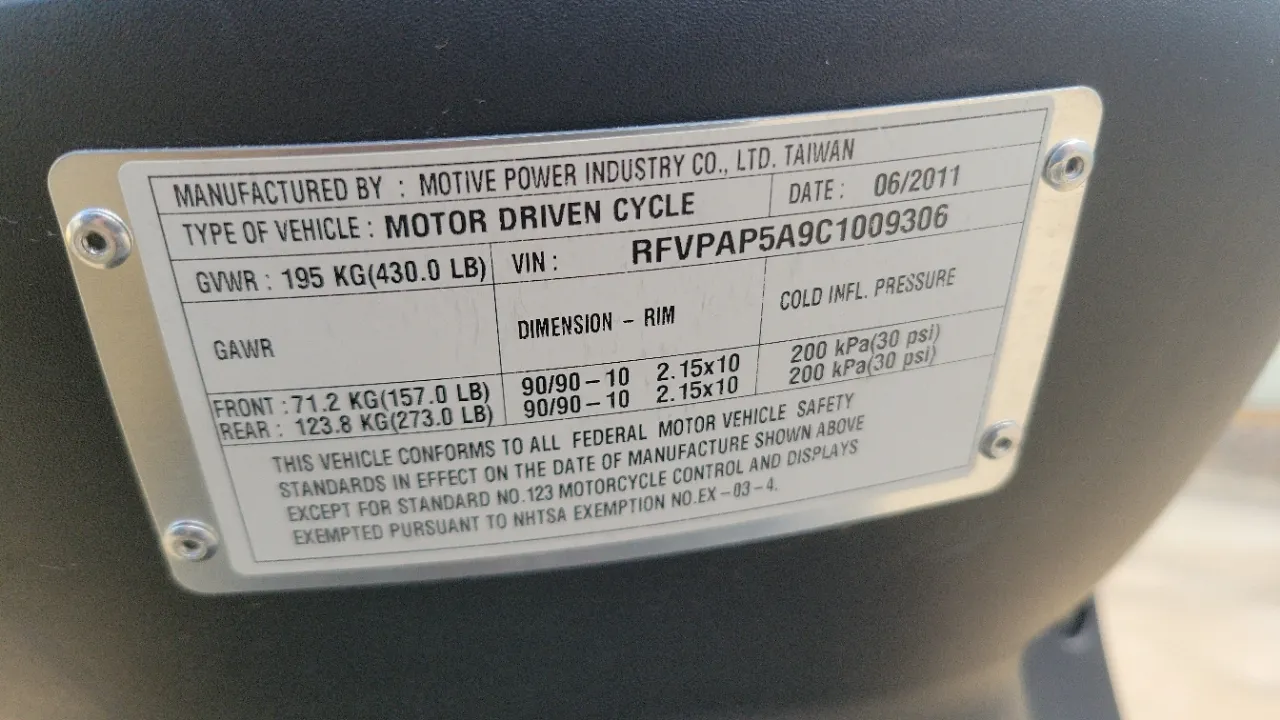 MANUFACTURED BY : MOTIVE POWER INDUSTRY CO., LTD. TAIWAN
TYPE OF VEHICLE : MOTOR DRIVEN CYCLE DATE : 06/2011
GVWR : 195 KG(430.0 LB) VIN : RFVPAP5A9C1009306
GAWR DIMENSION – RIM COLD INFL. PRESSURE
FRONT : 71.2 KG(157.0 LB) 90/90–10 2.15x10 200 kPa(30 psi)
REAR : 123.8 KG(273.0 LB) 90/90–10 2.15x10 200 kPa(30 psi)
THIS VEHICLE CONFORMS TO ALL FEDERAL MOTOR VEHICLE SAFETY
STANDARDS IN EFFECT ON THE DATE OF MANUFACTURE SHOWN ABOVE
EXCEPT FOR STANDARD NO.123 MOTORCYCLE CONTROL AND DISPLAYS
EXEMPTED PURSUANT TO NHTSA EXEMPTION NO.EX–03–4.